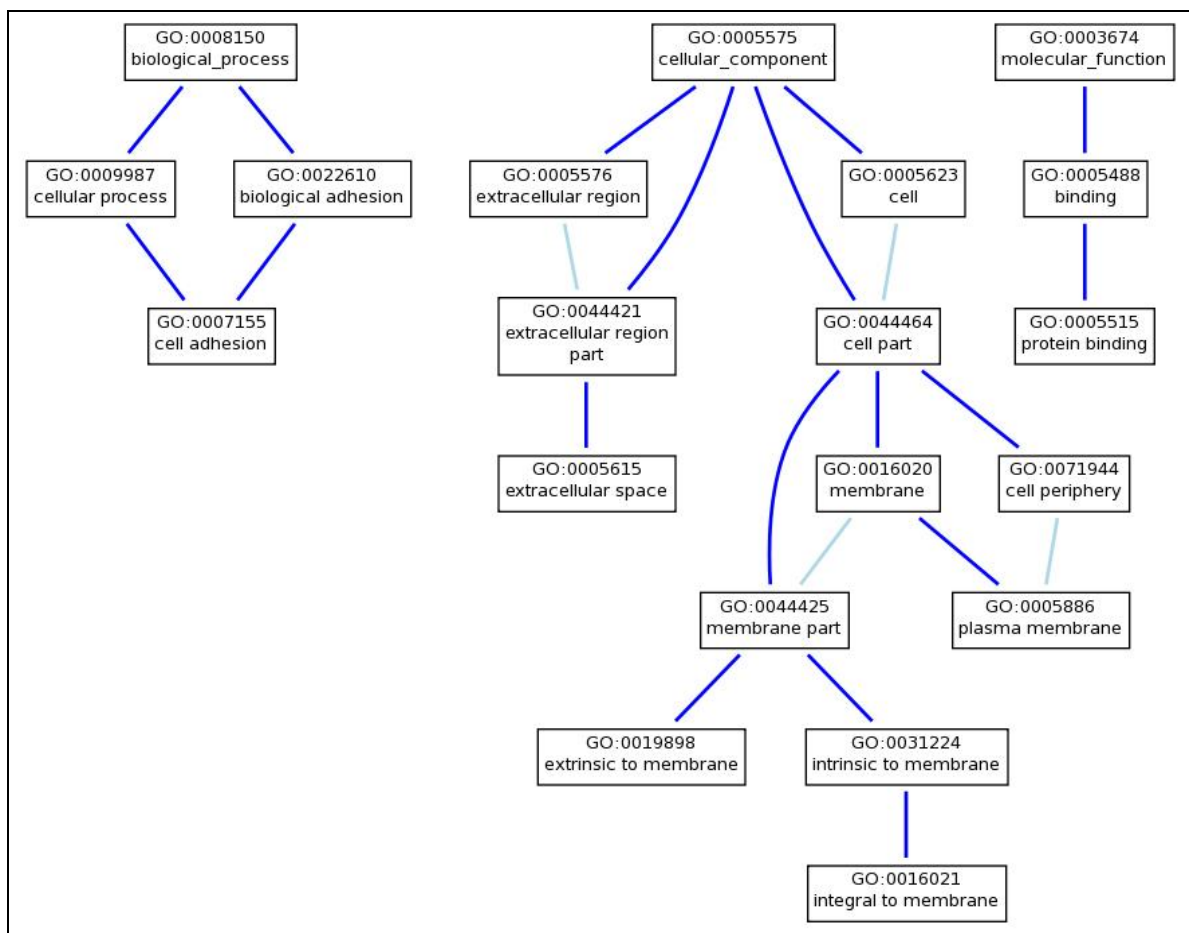 GO:0008150
biological_process
GO:0005575
cellular_component
GO:0003674
molecular_function
GO:0009987
cellular process
GO:0022610
biological adhesion
GO:0005576
extracellular region
GO:0005623
cell
GO:0005488
binding
GO:0007155
cell adhesion
GO:0044421
extracellular region
part
GO:0044464
cell part
GO:0005515
protein binding
GO:0005615
extracellular space
GO:0016020
membrane
GO:0071944
cell periphery
GO:0044425
membrane part
GO:0005886
plasma membrane
GO:0019898
extrinsic to membrane
GO:0031224
intrinsic to membrane
GO:0016021
integral to membrane